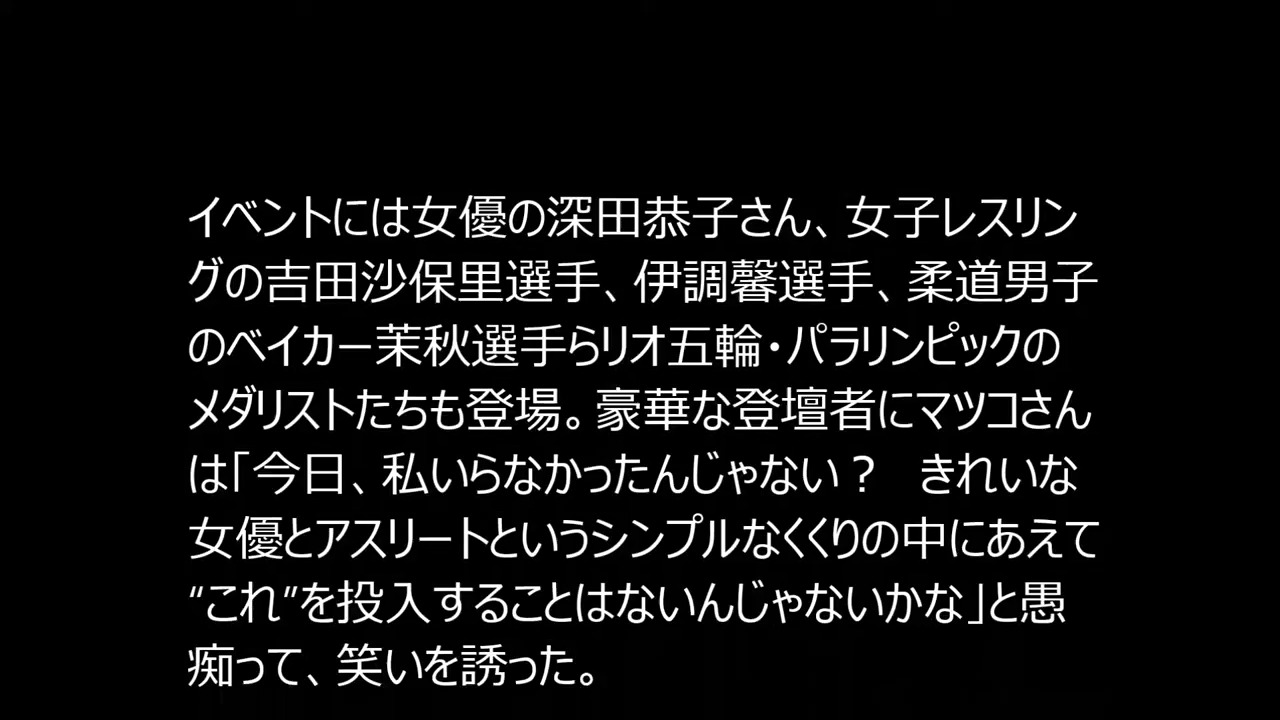 イベントには女優の深田恭子さん、女子レスリン
グの吉田沙保里選手、伊調馨選手、柔道男子
のベイカー茉秋選手らリオ五輪・パラリンピックの
メダリストたちも登場。豪華な登壇者にマツコさん
は「今日、私いらなかったんじゃない？　きれいな
女優とアスリートというシンプルなくくりの中にあえて
“これ”を投入することはないんじゃないかな」と愚
痴って、笑いを誘った。